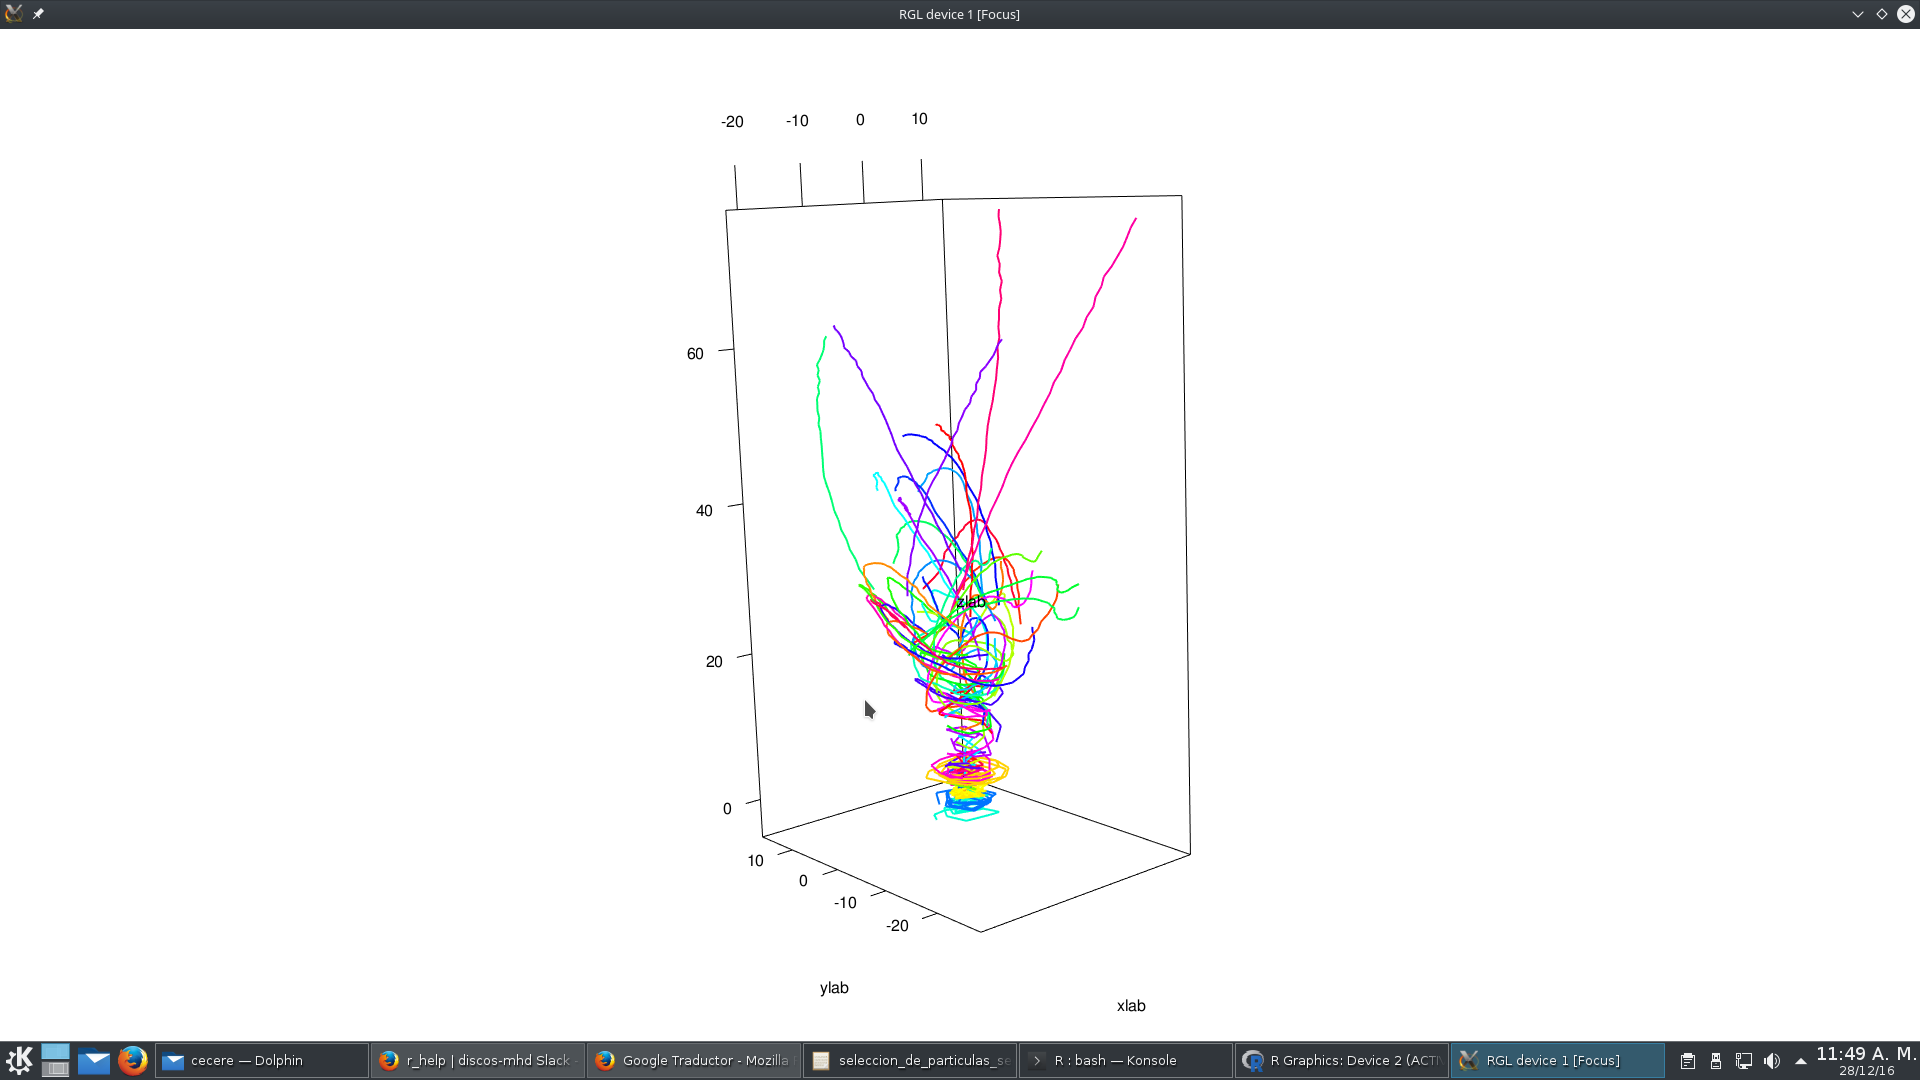 RGL device 1 [Focus]
-20 -10 0 10
60
40
zlab
20
0
10
0
-10
-20
ylab
xlab
cecere — Dolphin
r_help | discos-mhd Slack
Google Traductor - Mozilla
seleccion_de_particulas_se
R : bash — Konsole
R Graphics: Device 2 (ACTI
RGL device 1 [Focus]
11:49 A. M.
28/12/16